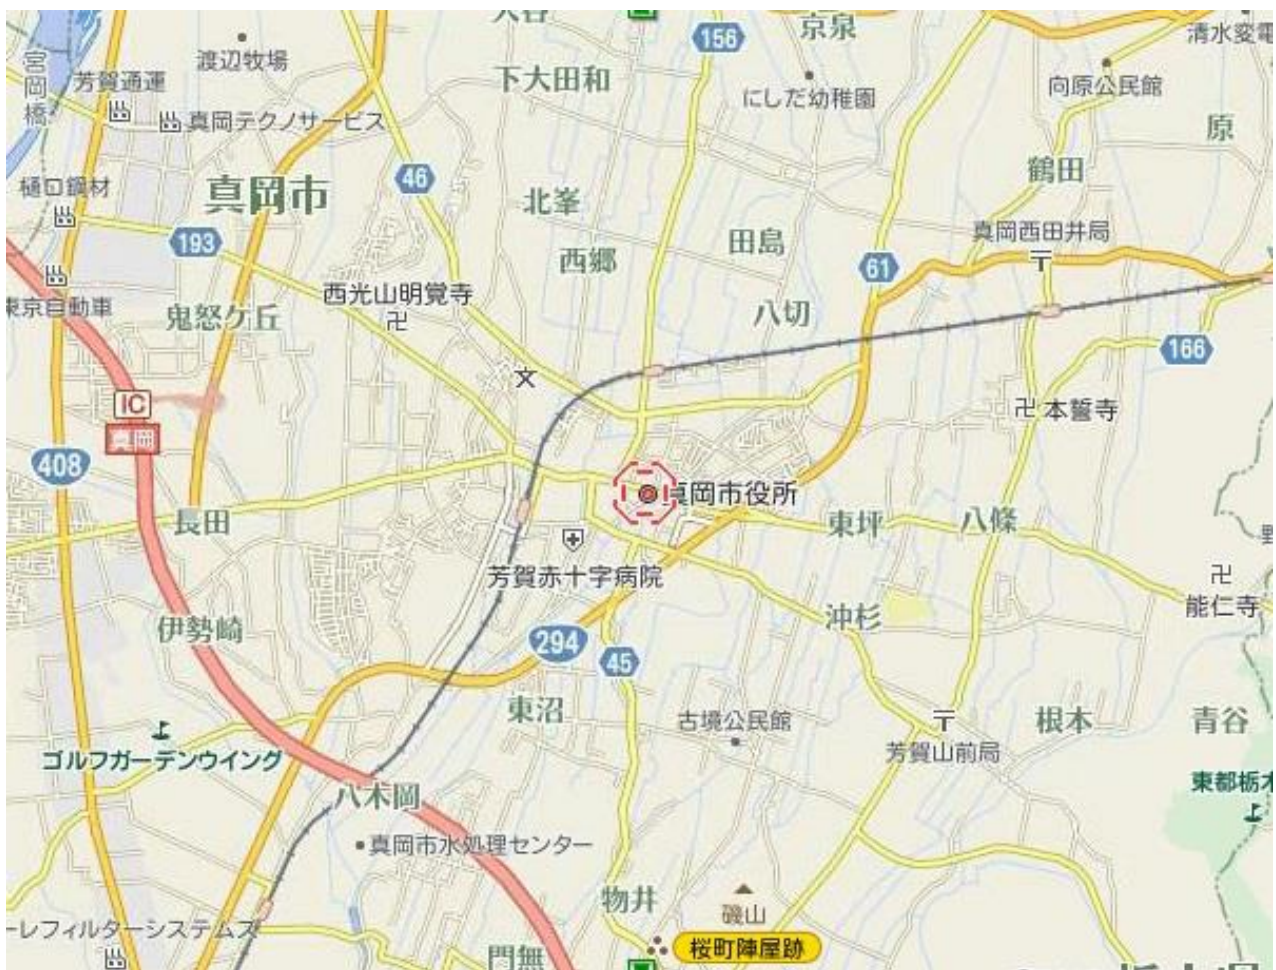 京泉
156
清水変電
渡辺牧場
下大田和
宮岡橋
芳賀通運
向原公民館
にしだ幼稚園
真岡テクノサービス
原
鶴田
46
樋口鋼材
真岡市
北峯
193
田島
真岡西田井局
西郷
61
西光山明覚寺
東京自動車
鬼怒ケ丘
八切
166
IC
本誓寺
真岡
408
真岡市役所
長田
東坪
八條
芳賀赤十字病院
能仁寺
伊勢崎
沖杉
294
45
東沼
古境公民館
根本
青谷
芳賀山前局
ゴルフガーデンウイング
東都栃木
八木岡
真岡市水処理センター
物井
磯山
ーレフィルターシステムズ
桜町陣屋跡
門無